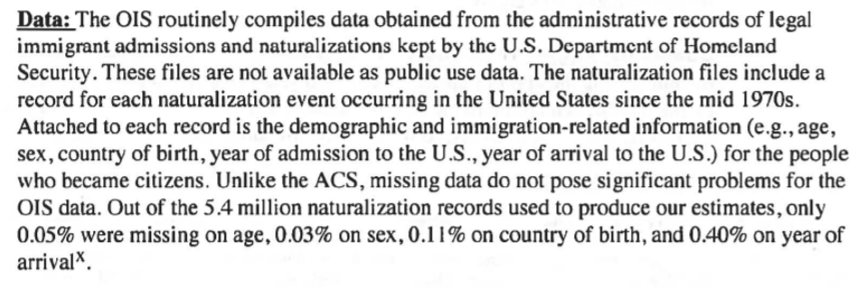 Data: The OIS routinely compiles data obtained from the administrative records of legal
immigrant admissions and naturalizations kept by the U.S. Department of Homeland
Security. These files are not available as public use data. The naturalization files include a
record for each naturalization event occurring in the United States since the mid 1970s.
Attached to each record is the demographic and immigration-related information (e.g., age,
sex, country of birth, year of admission to the U.S., year of arrival to the U.S.) for the people
who became citizens. Unlike the ACS, missing data do not pose significant problems for the
OIS data. Out of the 5.4 million naturalization records used to produce our estimates, only
0.05% were missing on age, 0.03% on sex, 0.11% on country of birth, and 0.40% on year of
arrivalˣ.